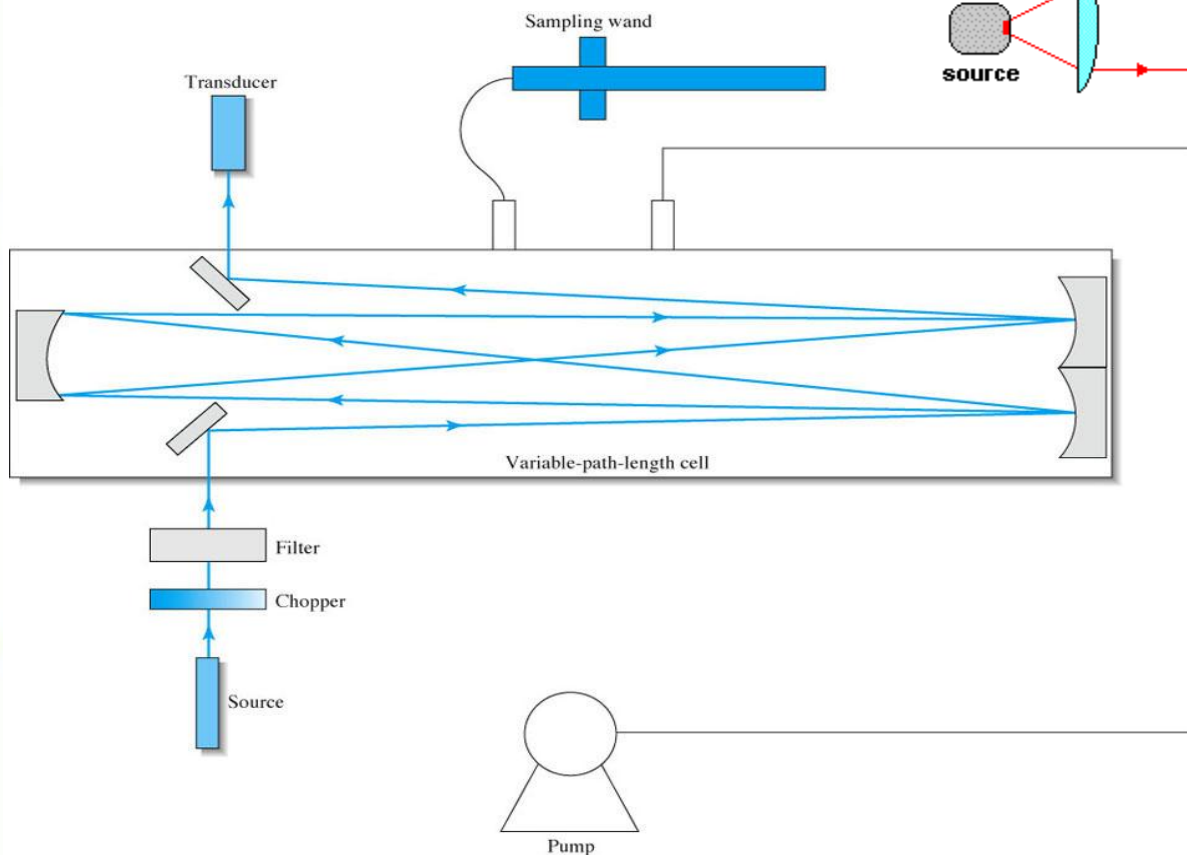 Sampling wand
source
Transducer
Variable-path-length cell
Filter
Chopper
Source
Pump